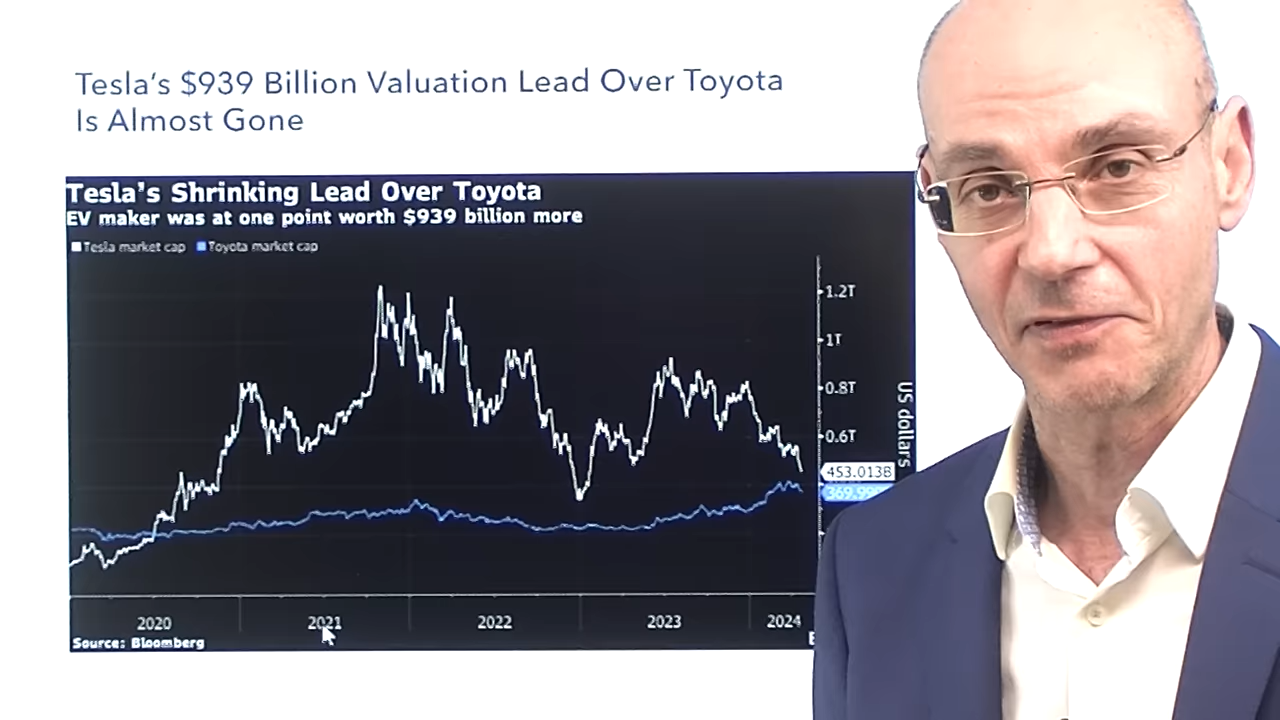 Tesla's $939 Billion Valuation Lead Over Toyota
Is Almost Gone
Tesla's Shrinking Lead Over Toyota
EV maker was at one point worth $939 billion more
Tesla market cap Toyota market cap
1.2T
1T
0.8T
0.6T
453.013B
US dollars
2020 2021 2022 2023 2024
Source: Bloomberg